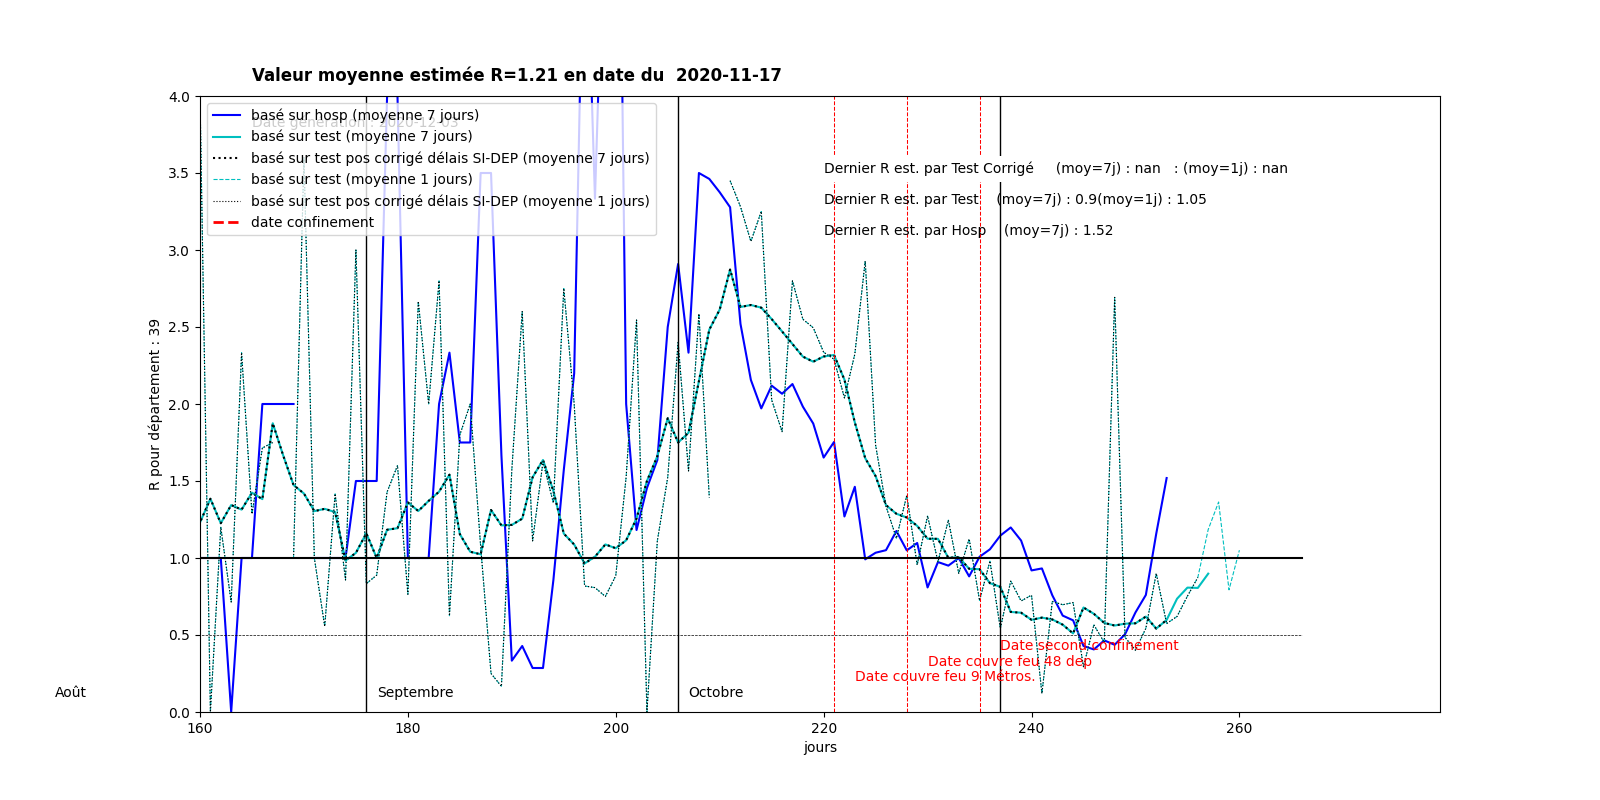 Valeur moyenne estimée R=1.21 en date du  2020-11-17
Date génération : 2020-12-03
basé sur hosp (moyenne 7 jours)
basé sur test (moyenne 7 jours)
basé sur test pos corrigé délais SI-DEP (moyenne 7 jours)
basé sur test (moyenne 1 jours)
basé sur test pos corrigé délais SI-DEP (moyenne 1 jours)
date confinement
Dernier R est. par Test Corrigé     (moy=7j) : nan   : (moy=1j) : nan
Dernier R est. par Test    (moy=7j) : 0.9(moy=1j) : 1.05
Dernier R est. par Hosp    (moy=7j) : 1.52
R pour département : 39
4.0
3.5
3.0
2.5
2.0
1.5
1.0
0.5
0.0
Date second confinement
Date couvre feu 48 dep
Date couvre feu 9 Métros.
Août
Septembre
Octobre
160
180
200
220
240
260
jours